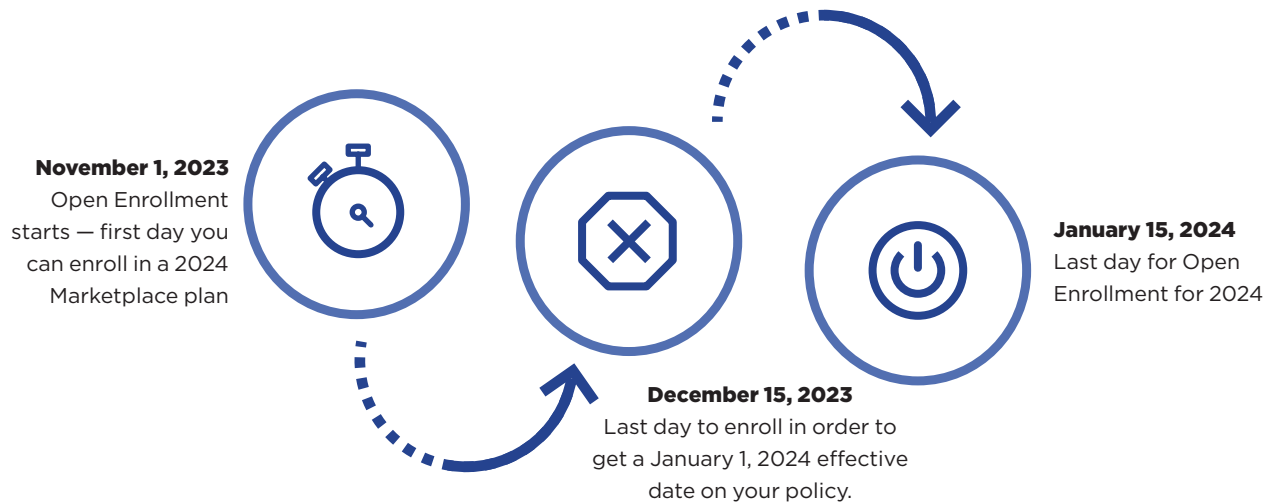 November 1, 2023
Open Enrollment
starts — first day you
can enroll in a 2024
Marketplace plan
December 15, 2023
Last day to enroll in order to
get a January 1, 2024 effective
date on your policy.
January 15, 2024
Last day for Open
Enrollment for 2024